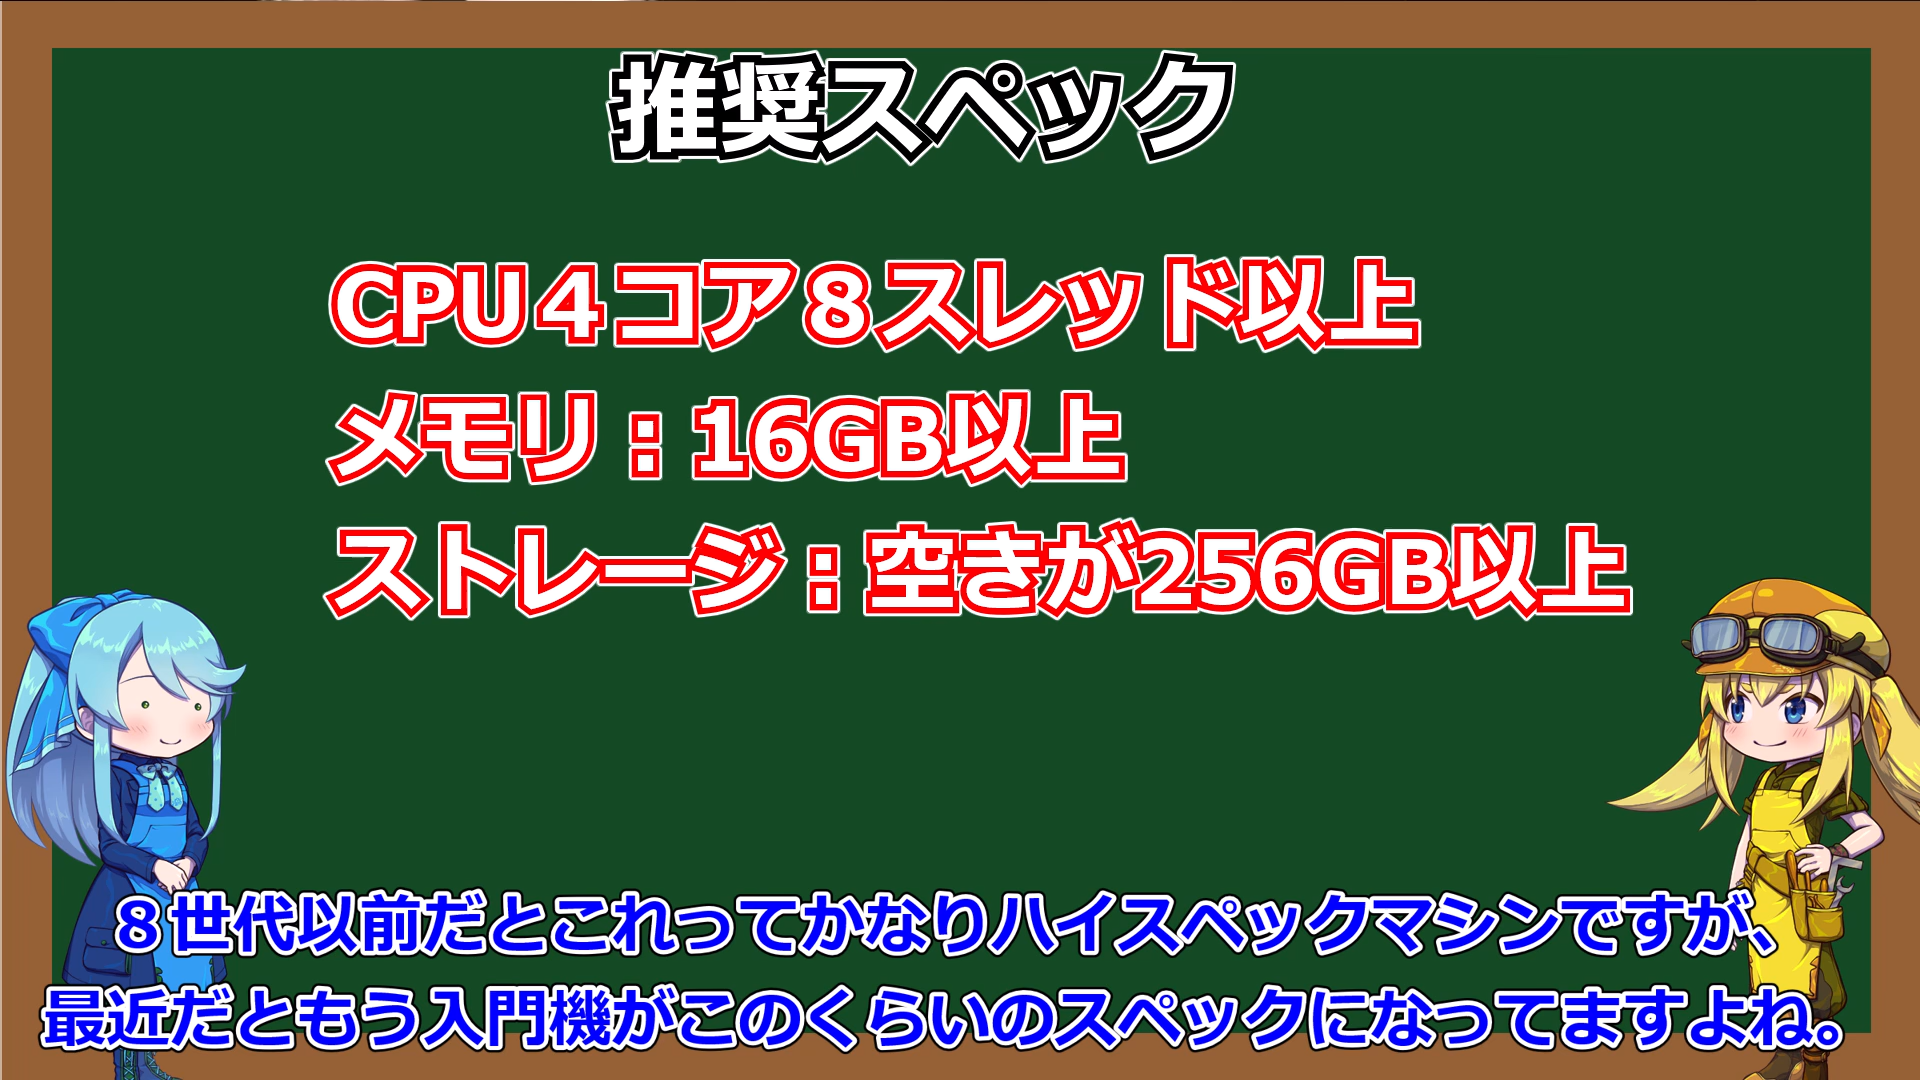 推奨スペック
CPU４コア８スレッド以上
メモリ：16GB以上
ストレージ：空きが256GB以上
８世代以前だとこれってかなりハイスペックマシンですが、
最近だともう入門機がこのくらいのスペックになってますよね。